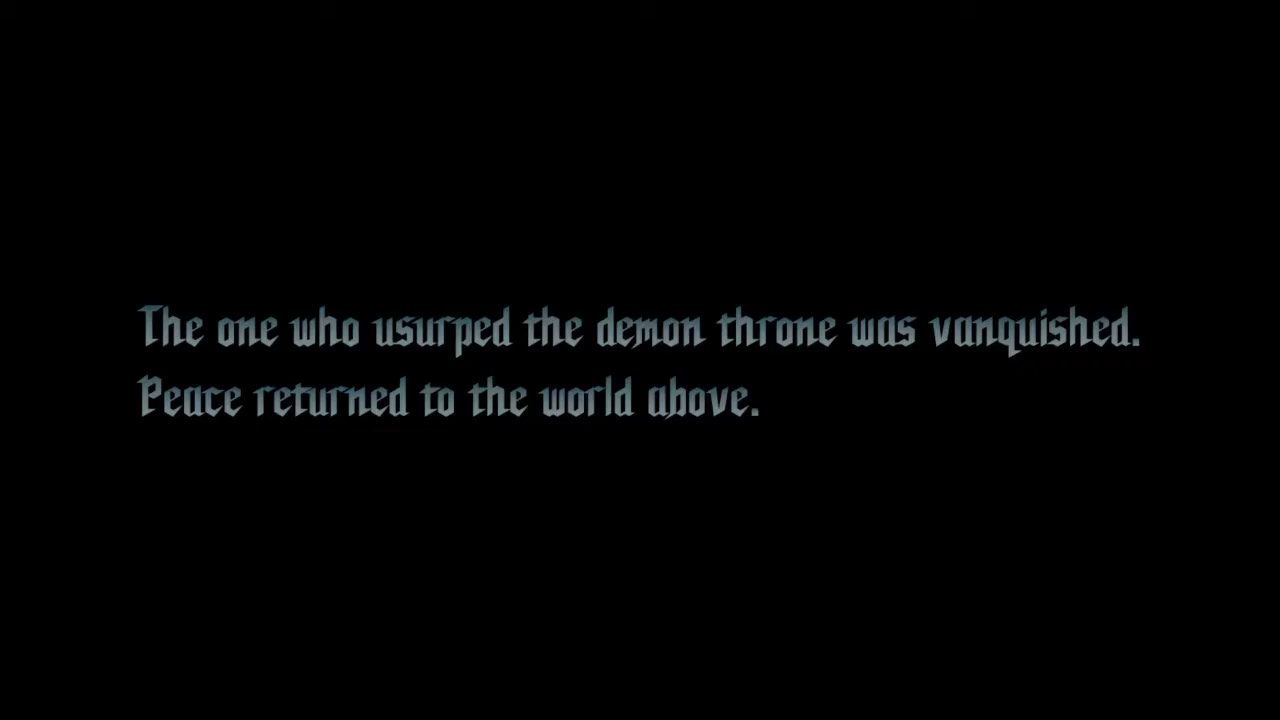 The one who usurped the demon throne was vanquished.
Peace returned to the world above.